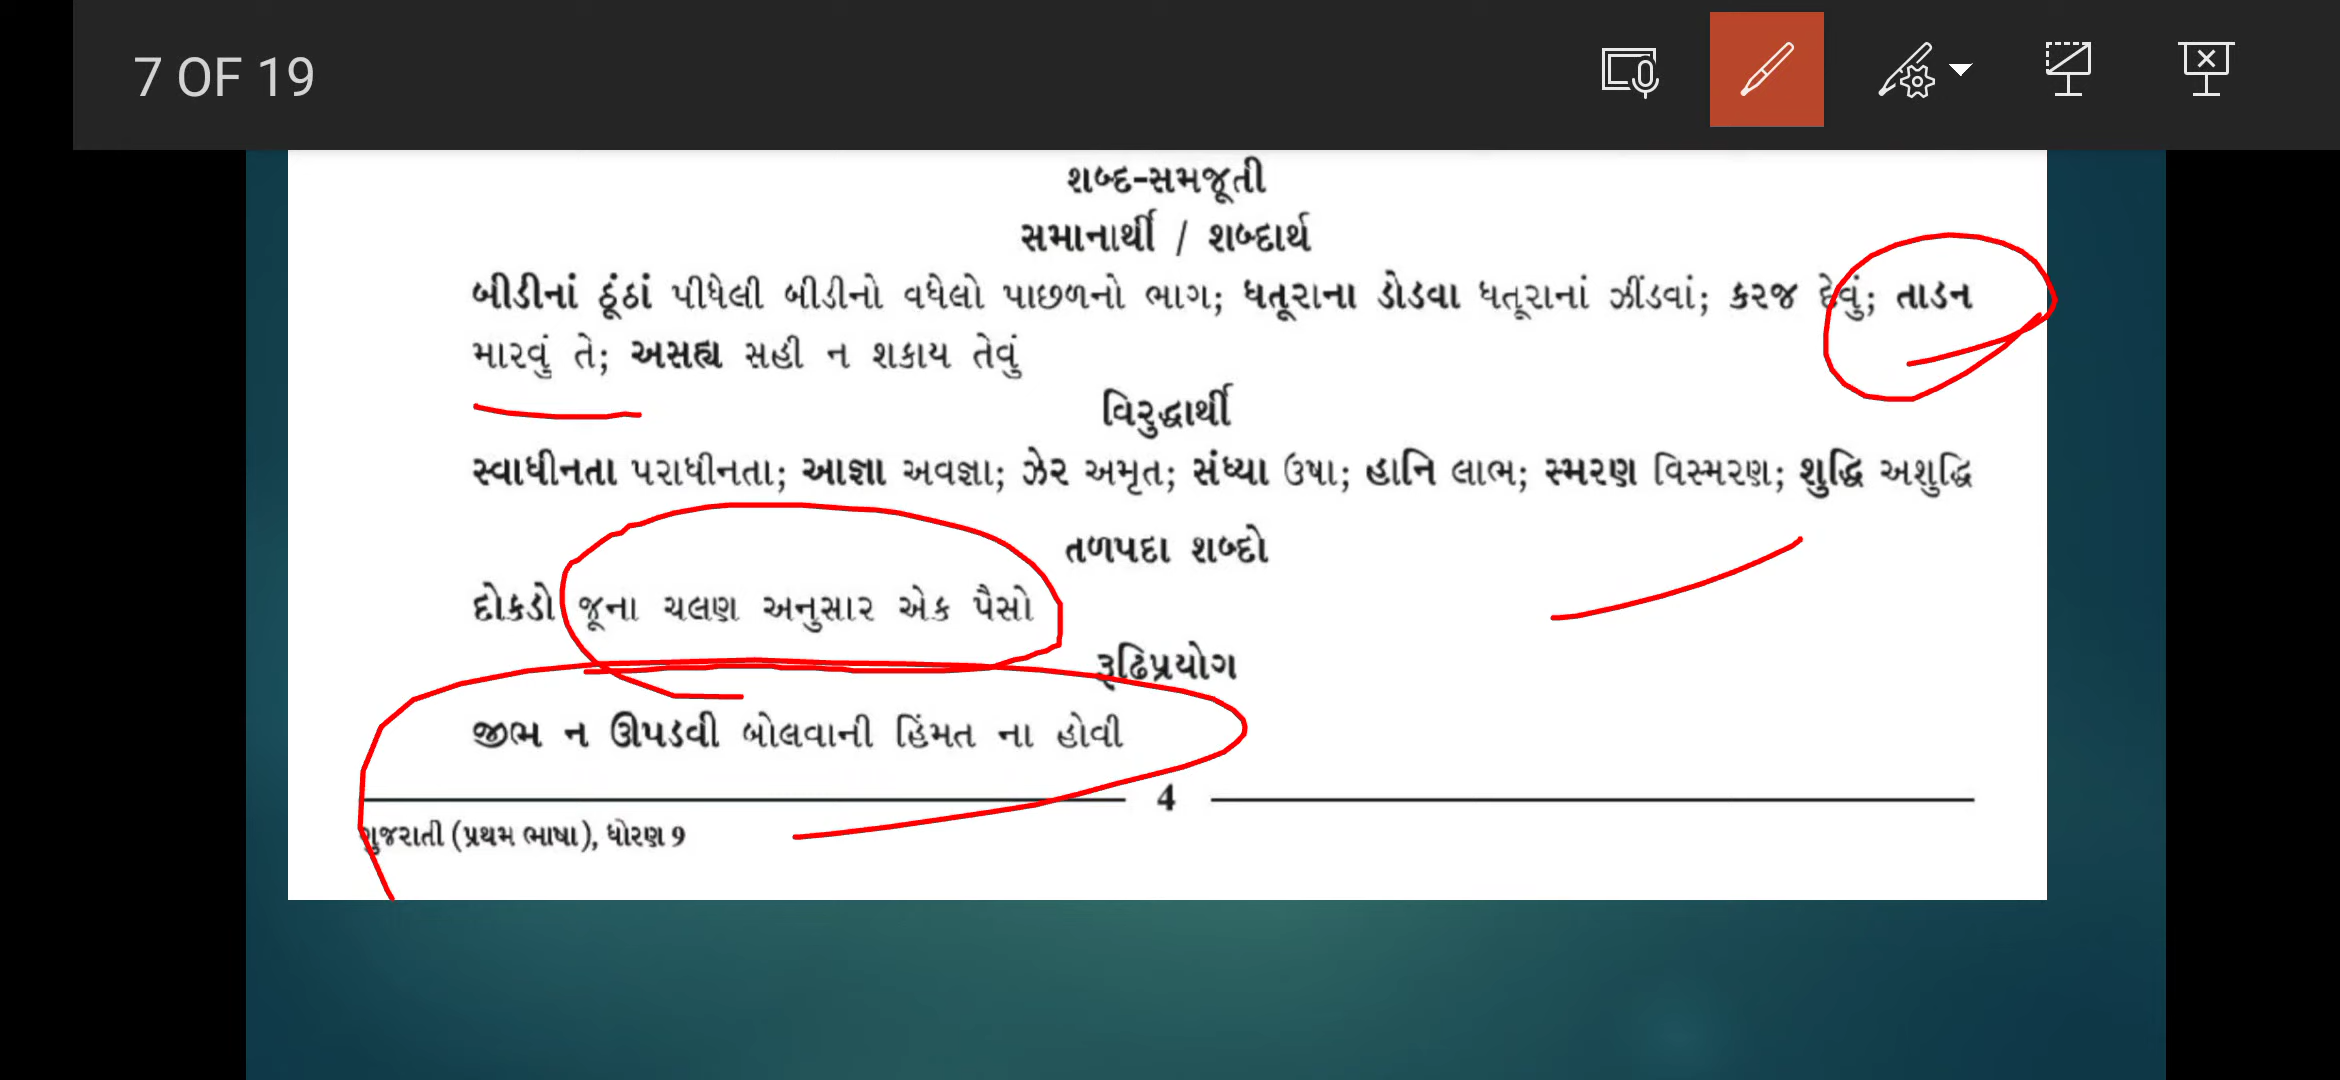 7 OF 19
શબ્દ-સમજૂતી
સમાનાર્થી / શબ્દાર્થ
બીડીનાં ઠૂંઠાં પીધેલી બીડીનો વધેલો પાછળનો ભાગ; ધતૂરાના ડોડવા ધતૂરાનાં ઝીંડવાં; કરજ દેવું; તાડન
મારવું તે; અસહ્ય સહી ન શકાય તેવું
વિરુદ્ધાર્થી
સ્વાધીનતા પરાધીનતા; આજ્ઞા અવજ્ઞા; ઝેર અમૃત; સંધ્યા ઉષા; હાનિ લાભ; સ્મરણ વિસ્મરણ; શુદ્ધિ અશુદ્ધિ
તળપદા શબ્દો
દોકડો જૂના ચલણ અનુસાર એક પૈસો
રૂઢિપ્રયોગ
જીભ ન ઊપડવી બોલવાની હિંમત ના હોવી
4
ગુજરાતી (પ્રથમ ભાષા), ધોરણ 9